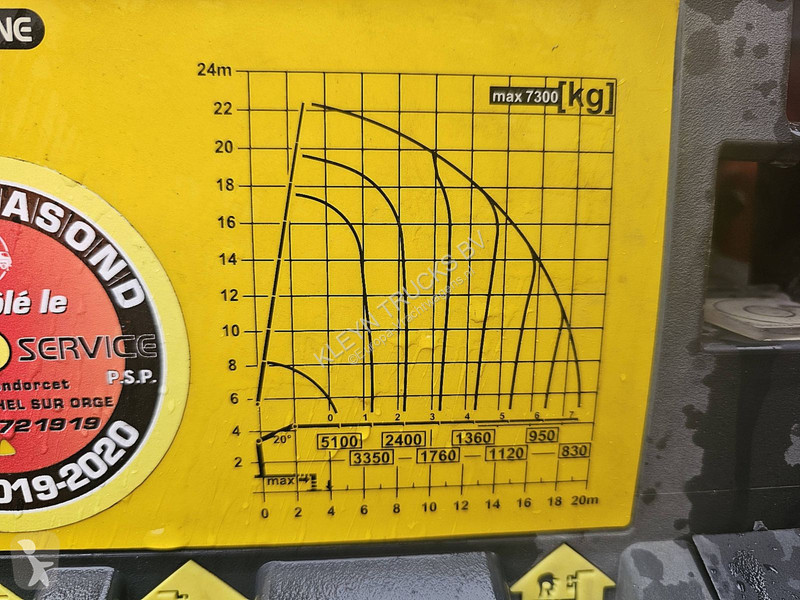 NE
24m
max 7300 [kg]
22
20
18
16
14
12
10
8
6
4
2
0 1 2 3 4 5 6 7
20°
5100 2400 1360 950
3350 1760 1120 830
max
0 2 4 6 8 10 12 14 16 18 20m
ASOND
ôlé le
SERVICE
P.S.P.
ndorcet
HEL SUR ORGE
721919
019-2020
KLEYN TRUCKS BV
R